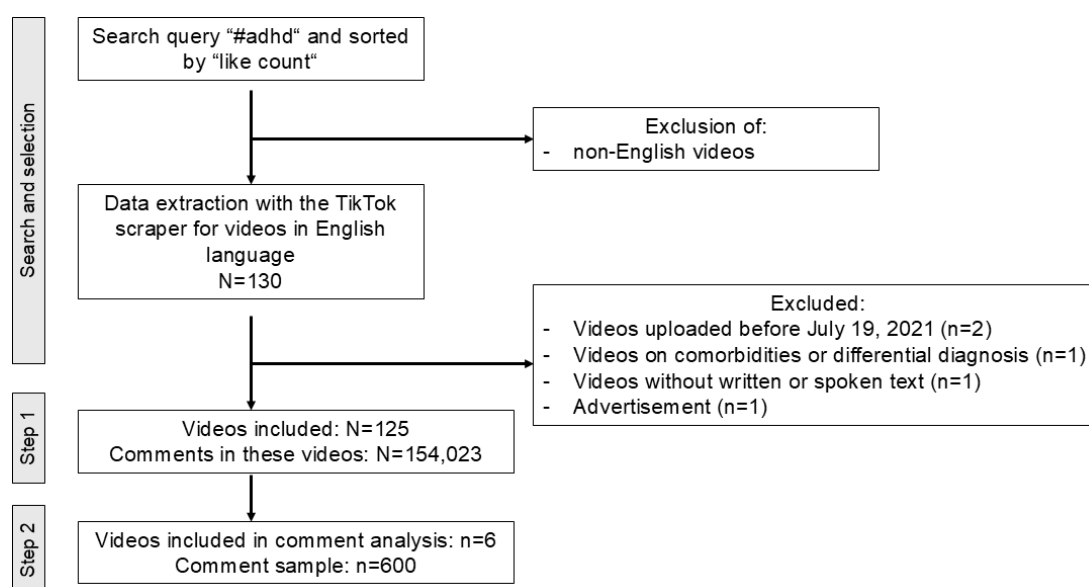 Search and selection
Search query “#adhd“ and sorted
by “like count“
Exclusion of:
- non-English videos
Data extraction with the TikTok
scraper for videos in English
language
N=130
Excluded:
- Videos uploaded before July 19, 2021 (n=2)
- Videos on comorbidities or differential diagnosis (n=1)
- Videos without written or spoken text (n=1)
- Advertisement (n=1)
Step 1
Videos included: N=125
Comments in these videos: N=154,023
Step 2
Videos included in comment analysis: n=6
Comment sample: n=600